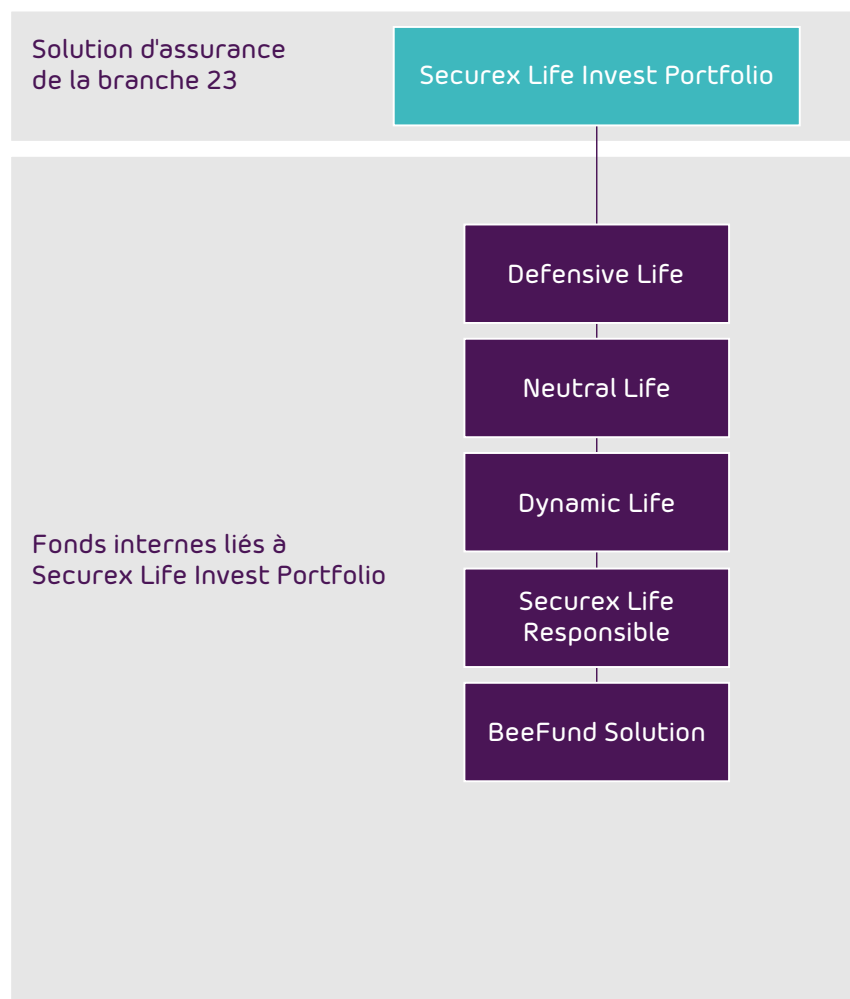 Solution d'assurance
de la branche 23
Securex Life Invest Portfolio
Defensive Life
Neutral Life
Dynamic Life
Fonds internes liés à
Securex Life Invest Portfolio
Securex Life
Responsible
BeeFund Solution